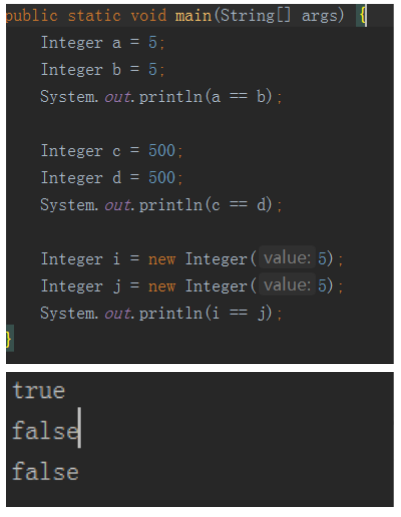 public static void main(String[] args) {
Integer a = 5;
Integer b = 5;
System.out.println(a == b);
Integer c = 500;
Integer d = 500;
System.out.println(c == d);
Integer i = new Integer( value: 5);
Integer j = new Integer( value: 5);
System.out.println(i == j);
}
true
false
false